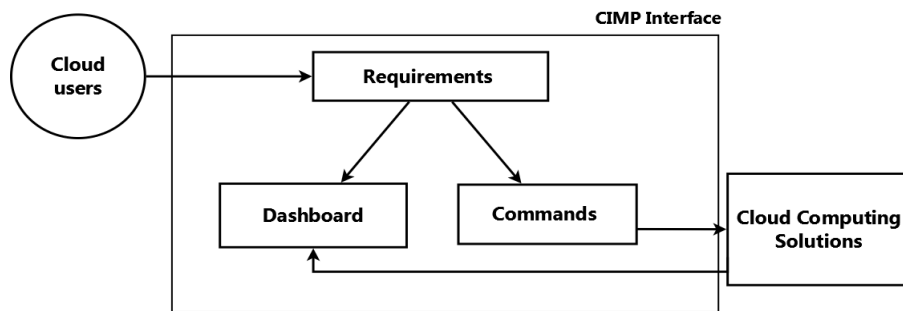 CIMP Interface
Cloud
users
Requirements
Dashboard
Commands
Cloud Computing
Solutions